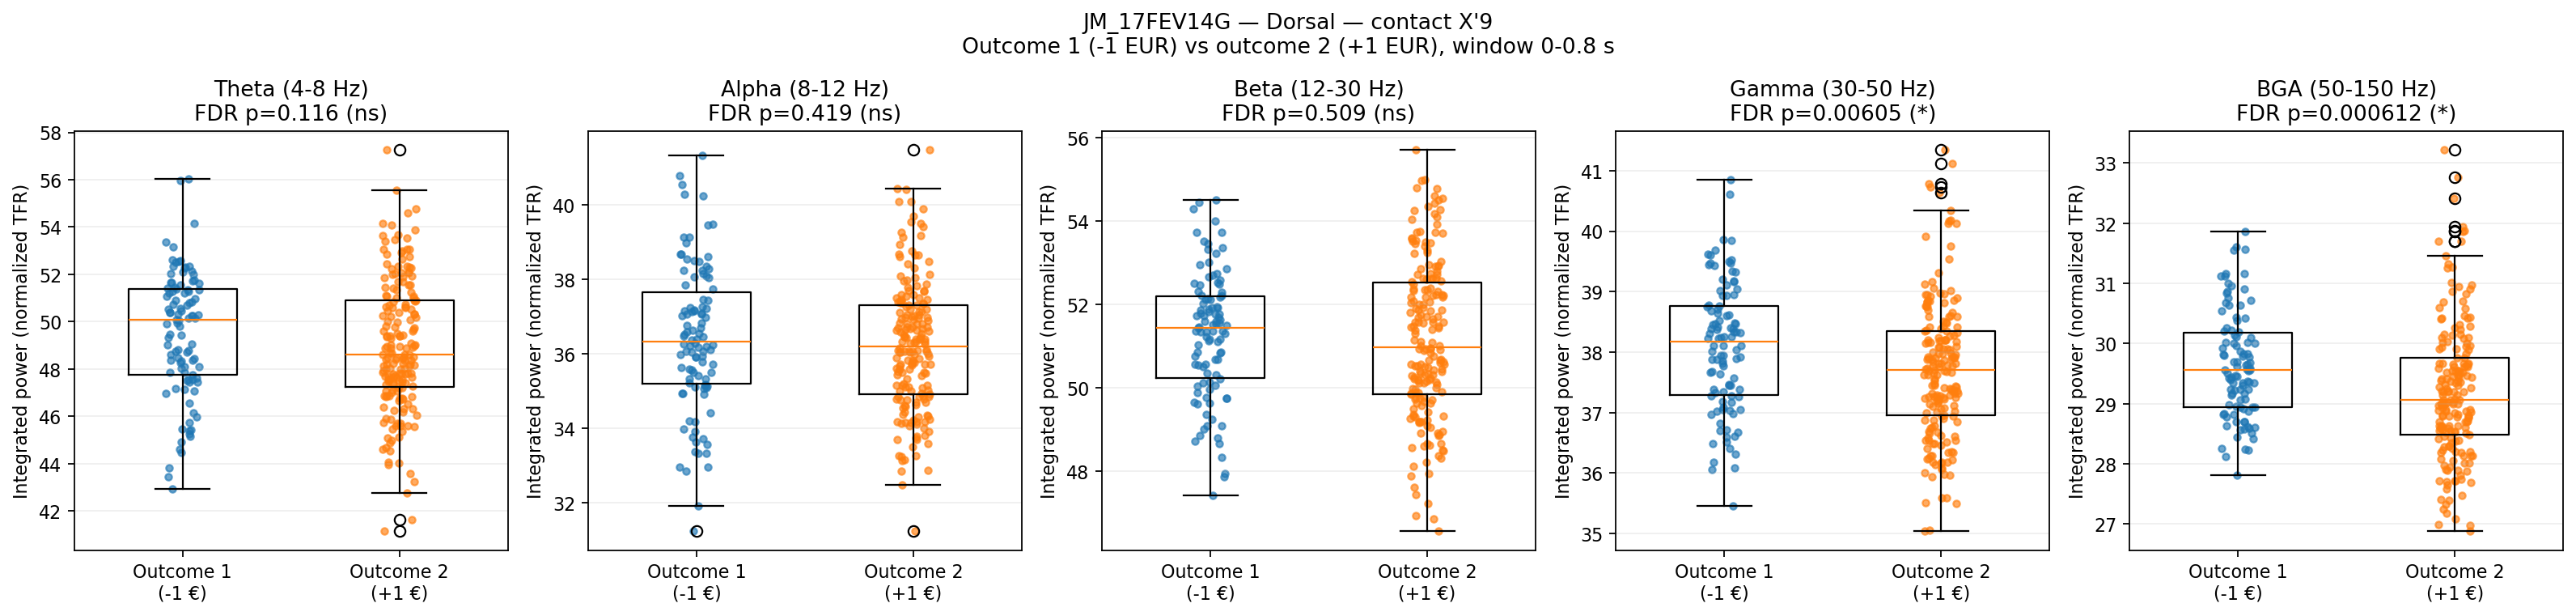 JM_17FEV14G — Dorsal — contact X'9
Outcome 1 (-1 EUR) vs outcome 2 (+1 EUR), window 0-0.8 s
Theta (4-8 Hz)
FDR p=0.116 (ns)
Integrated power (normalized TFR)
58
56
54
52
50
48
46
44
42
Outcome 1
(-1 €)
Outcome 2
(+1 €)
Alpha (8-12 Hz)
FDR p=0.419 (ns)
Integrated power (normalized TFR)
40
38
36
34
32
Outcome 1
(-1 €)
Outcome 2
(+1 €)
Beta (12-30 Hz)
FDR p=0.509 (ns)
Integrated power (normalized TFR)
56
54
52
50
48
Outcome 1
(-1 €)
Outcome 2
(+1 €)
Gamma (30-50 Hz)
FDR p=0.00605 (*)
Integrated power (normalized TFR)
41
40
39
38
37
36
35
Outcome 1
(-1 €)
Outcome 2
(+1 €)
BGA (50-150 Hz)
FDR p=0.000612 (*)
Integrated power (normalized TFR)
33
32
31
30
29
28
27
Outcome 1
(-1 €)
Outcome 2
(+1 €)